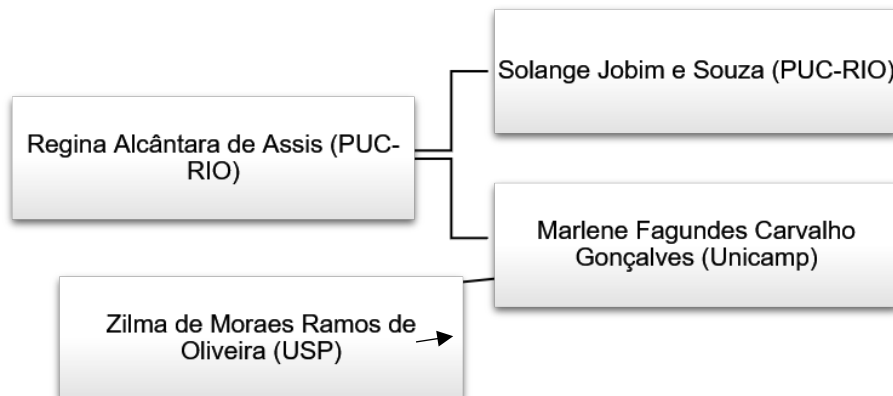 Solange Jobim e Souza (PUC-RIO)
Regina Alcântara de Assis (PUC-
RIO)
Marlene Fagundes Carvalho
Gonçalves (Unicamp)
Zilma de Moraes Ramos de
Oliveira (USP)